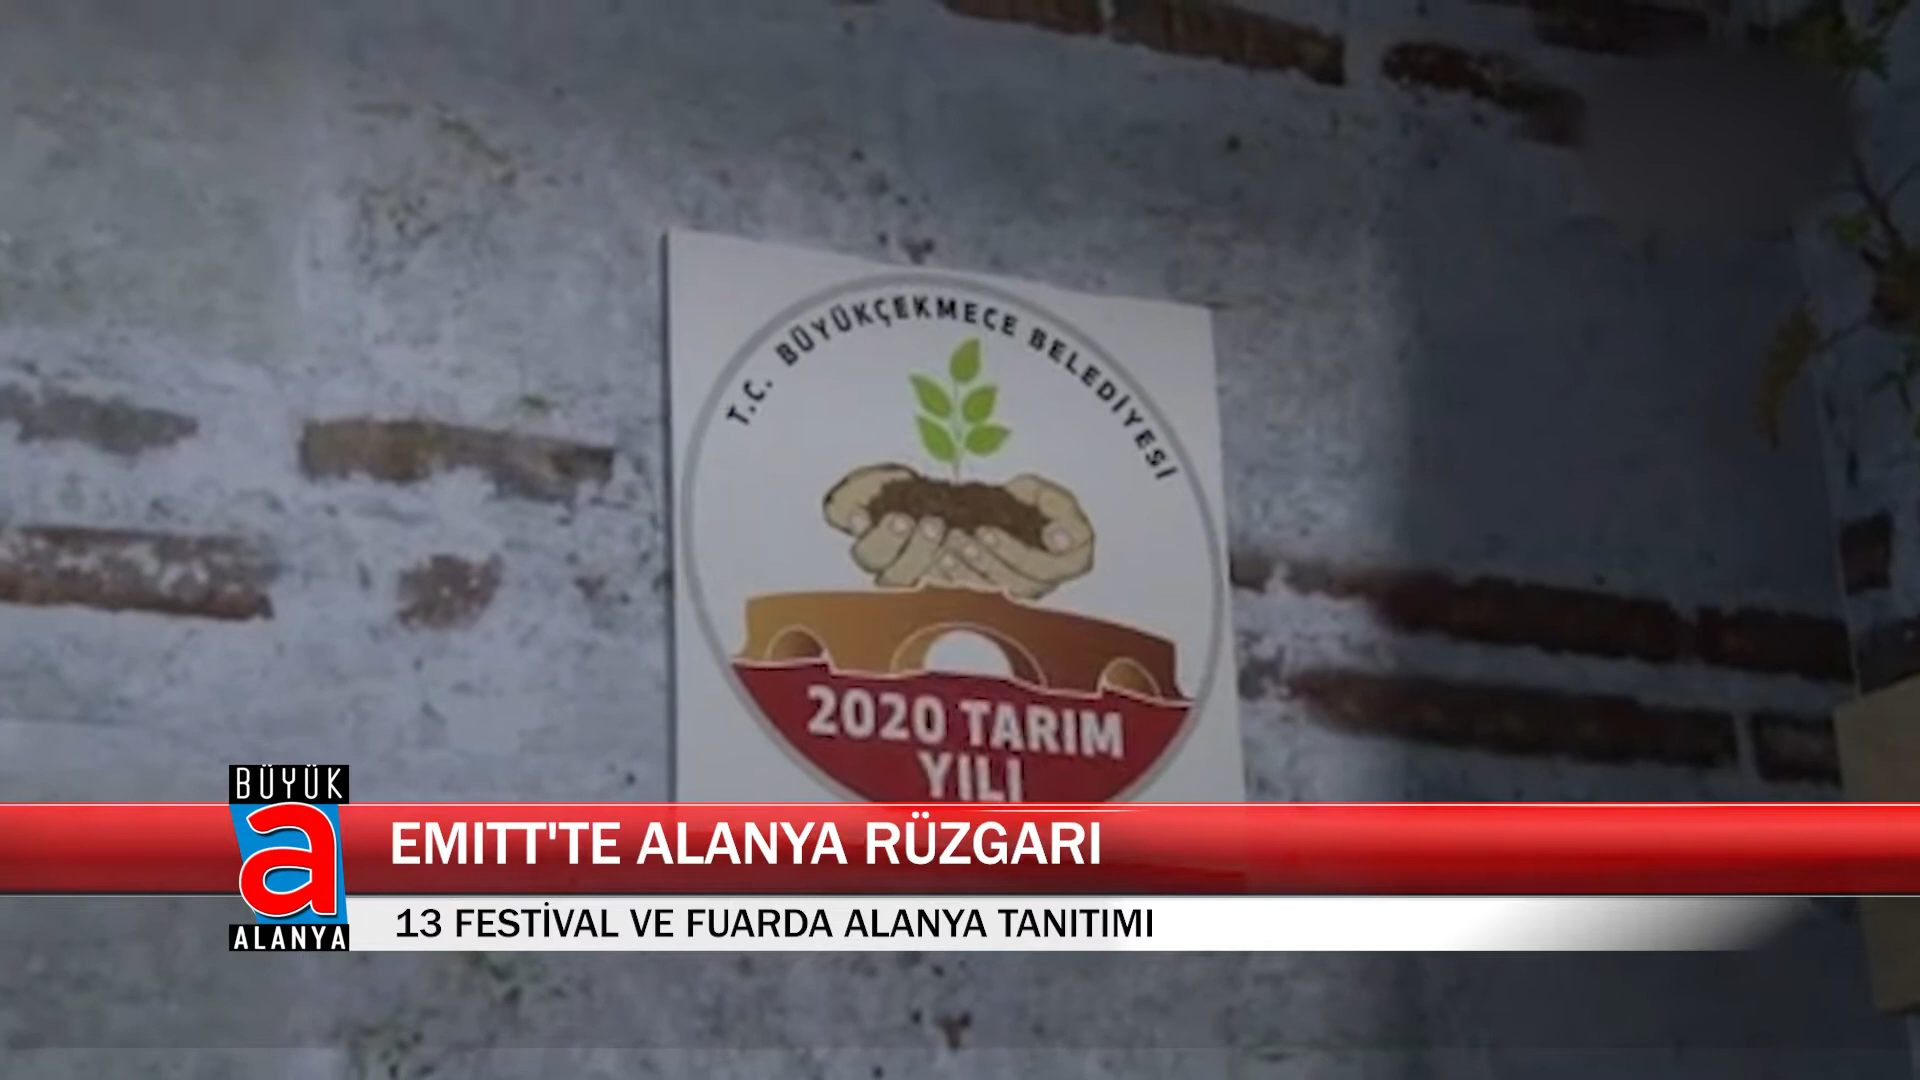 T.C. BÜYÜKÇEKMECE BELEDİYESİ
2020 TARIM
YILI
BÜYÜK
a
ALANYA
EMITT'TE ALANYA RÜZGARI
13 FESTİVAL VE FUARDA ALANYA TANITIMI